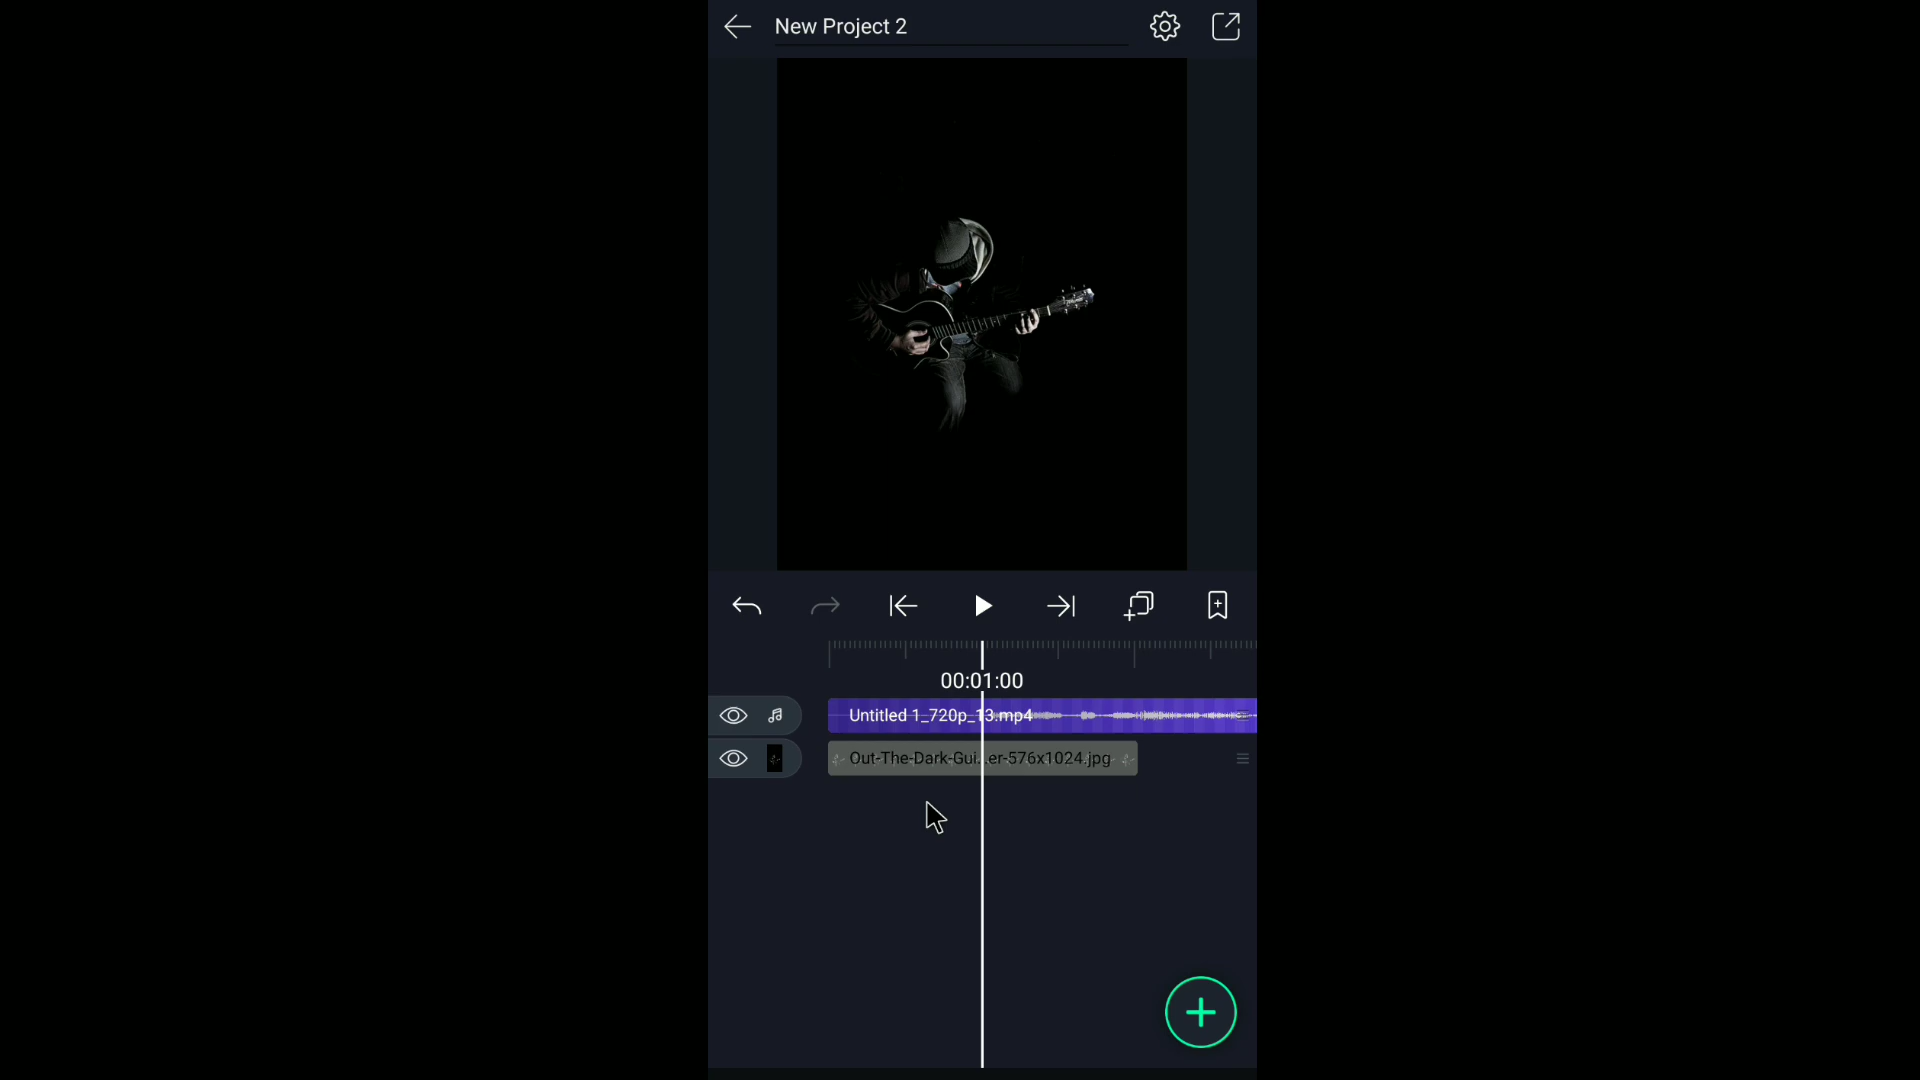 New Project 2
00:01:00
Untitled 1_720p_13.mp4
Out-The-Dark-Gui...er-576x1024.jpg